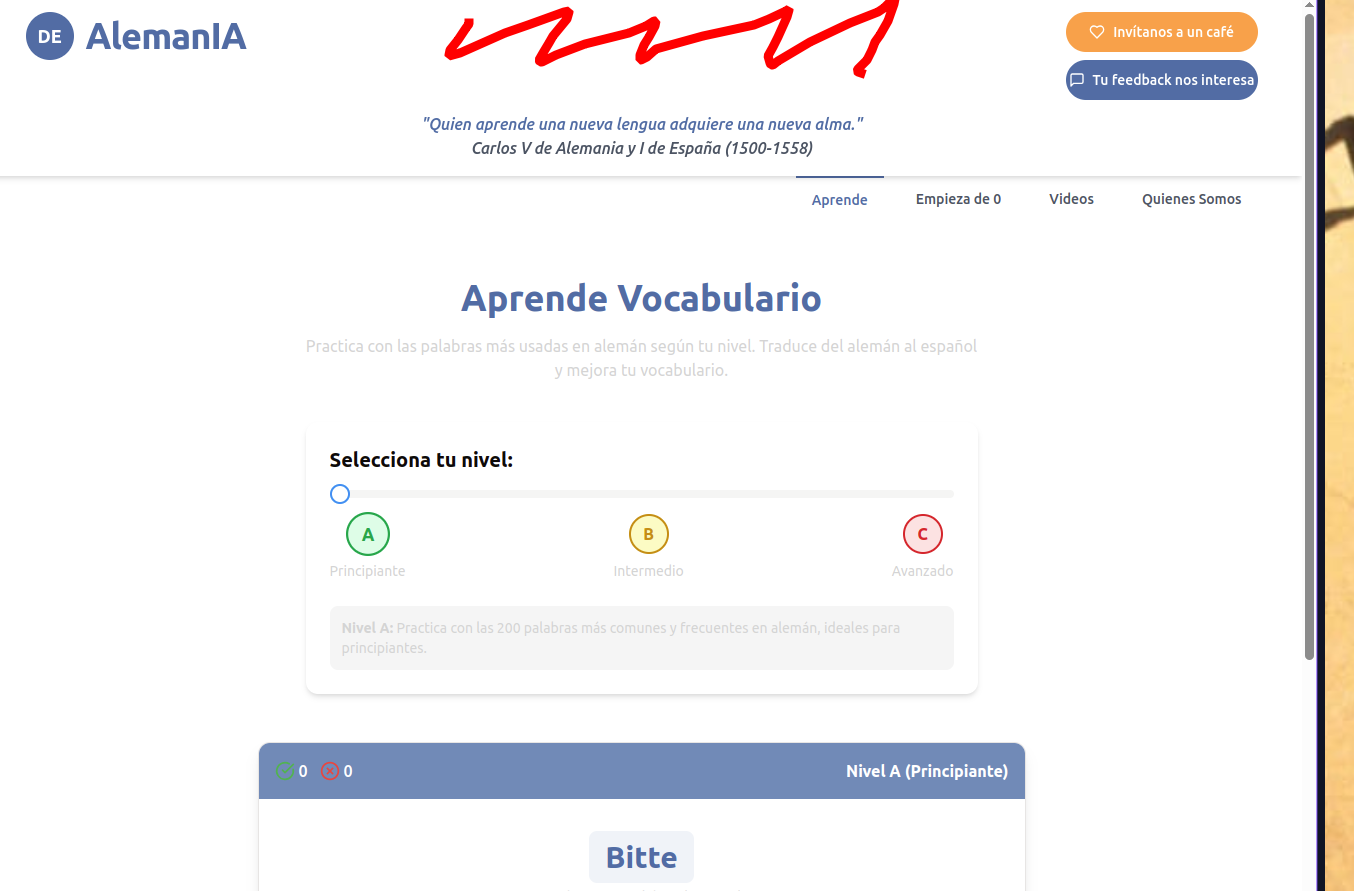 DE AlemanIA
Invítanos a un café
Tu feedback nos interesa
"Quien aprende una nueva lengua adquiere una nueva alma."
Carlos V de Alemania y I de España (1500-1558)
Aprende Empieza de 0 Videos Quienes Somos
Aprende Vocabulario
Practica con las palabras más usadas en alemán según tu nivel. Traduce del alemán al español
y mejora tu vocabulario.
Selecciona tu nivel:
A B C
Principiante Intermedio Avanzado
Nivel A: Practica con las 200 palabras más comunes y frecuentes en alemán, ideales para
principiantes.
0 0 Nivel A (Principiante)
Bitte